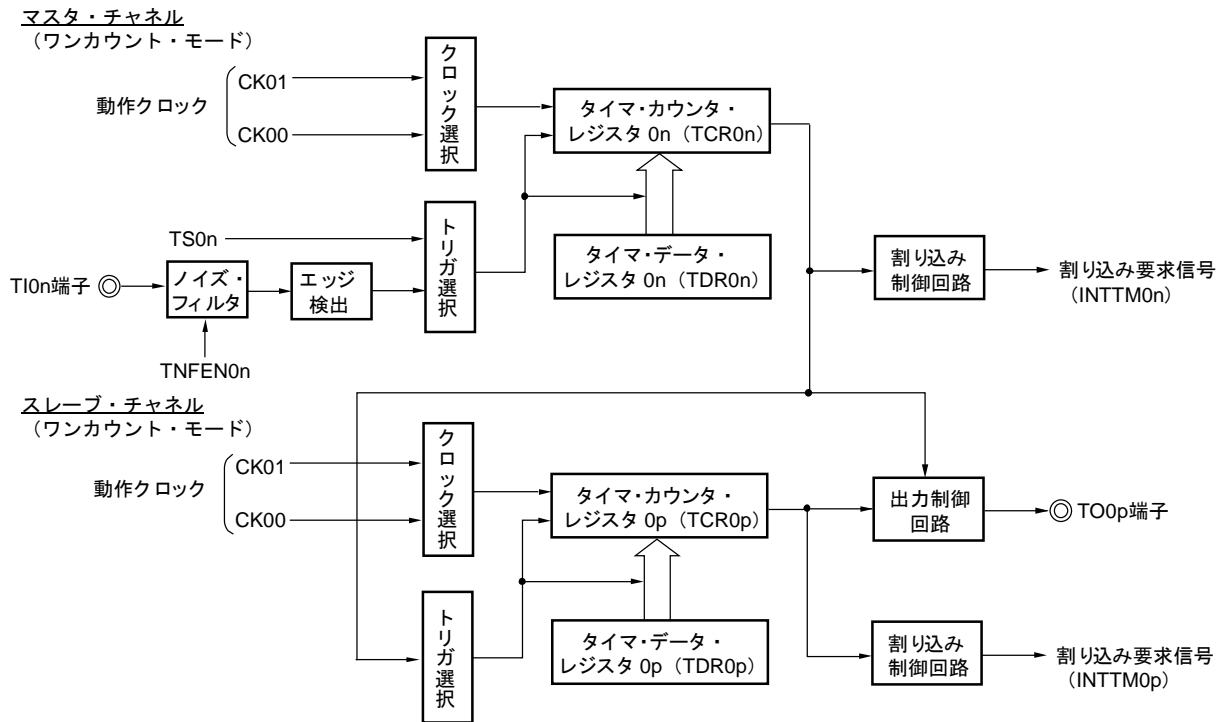 マスタ・チャネル
（ワンカウント・モード）
動作クロック
CK01
CK00
クロック選択
タイマ・カウンタ・
レジスタ 0n（TCR0n）
TS0n
TI0n端子
ノイズ・
フィルタ
エッジ
検出
トリガ選択
タイマ・データ・
レジスタ 0n（TDR0n）
割り込み
制御回路
割り込み要求信号
(INTTM0n)
TNFEN0n
スレーブ・チャネル
（ワンカウント・モード）
動作クロック
CK01
CK00
クロック選択
タイマ・カウンタ・
レジスタ 0p（TCR0p）
出力制御
回路
TO0p端子
トリガ選択
タイマ・データ・
レジスタ 0p（TDR0p）
割り込み
制御回路
割り込み要求信号
(INTTM0p)